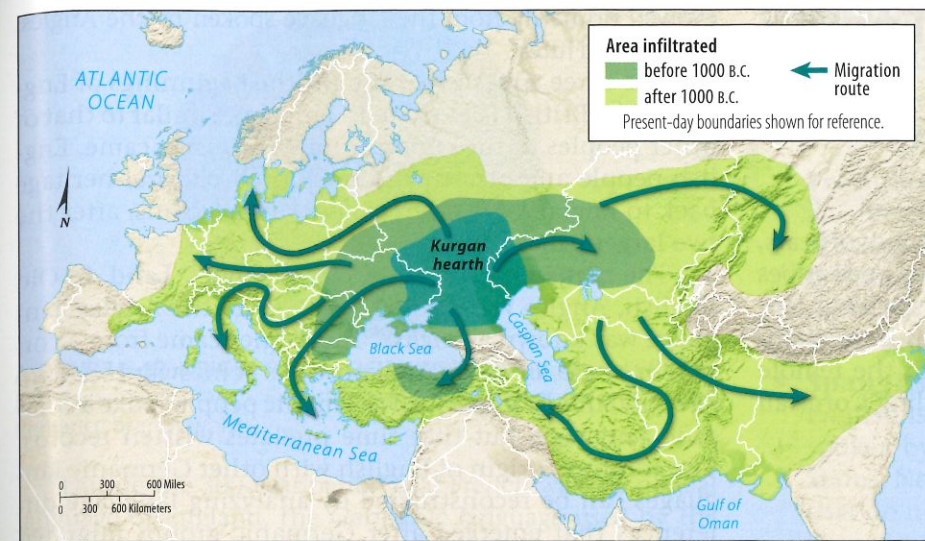 Area infiltrated
before 1000 B.C.
after 1000 B.C.
Migration
route
Present-day boundaries shown for reference.
ATLANTIC
OCEAN
N
Kurgan
hearth
Black Sea
Caspian Sea
Mediterranean Sea
Gulf of
Oman
0 300 600 Miles
0 300 600 Kilometers